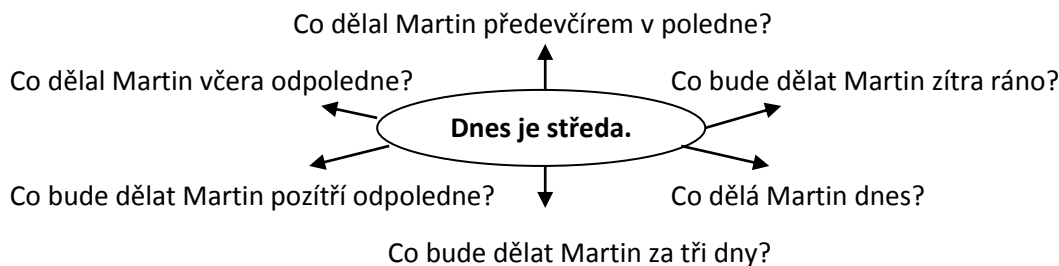 Co dělal Martin předevčírem v poledne?
Co dělal Martin včera odpoledne?
Co bude dělat Martin zítra ráno?
Dnes je středa.
Co bude dělat Martin pozítří odpoledne?
Co dělá Martin dnes?
Co bude dělat Martin za tři dny?